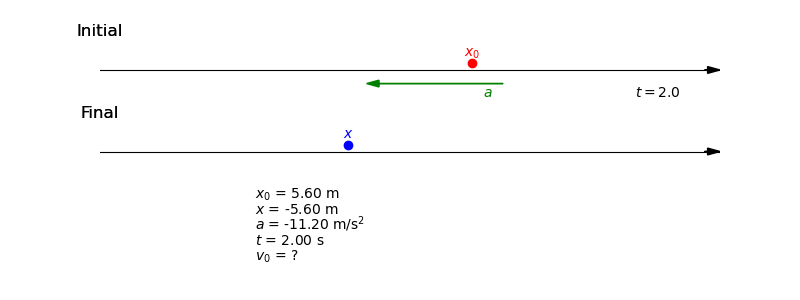 Initial
x₀
a
t = 2.0
Final
x
x₀ = 5.60 m
x = -5.60 m
a = -11.20 m/s²
t = 2.00 s
v₀ = ?